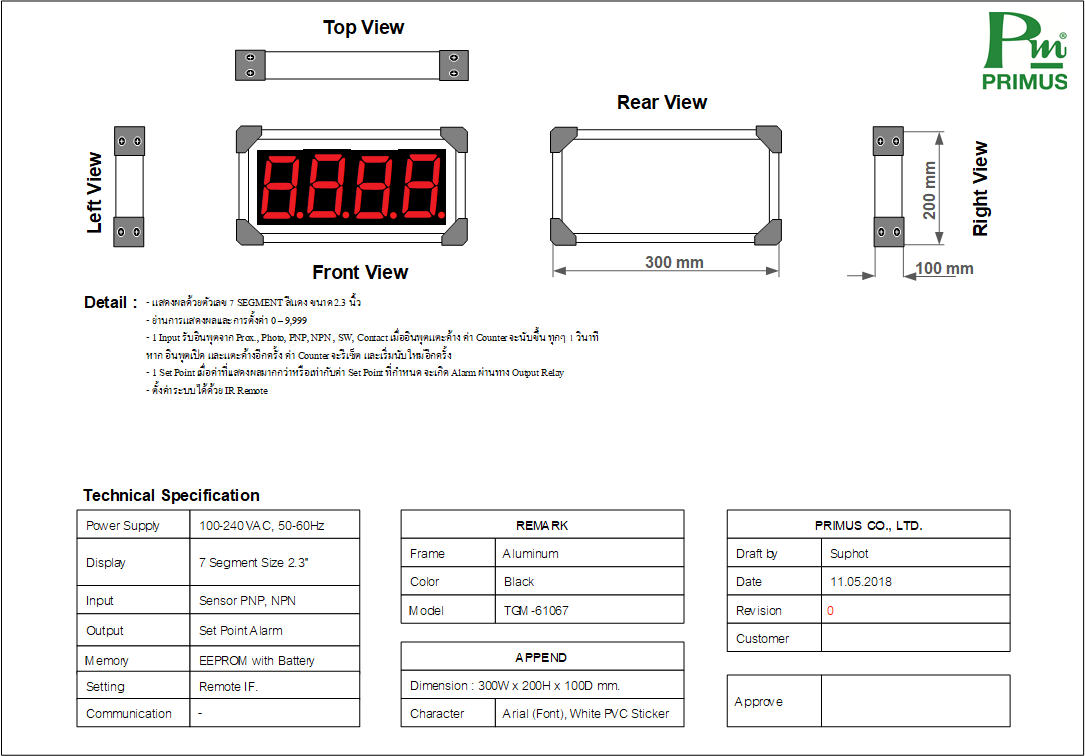 Top View
Pm®
PRIMUS
Rear View
Left View
8.8.8.8.
200 mm
Right View
300 mm
100 mm
Front View
Detail :
- แสดงผลด้วยตัวเลข 7 SEGMENT สีแดง ขนาด 2.3 นิ้ว
- ย่านการแสดงผลและการตั้งค่า 0 – 9,999
- 1 Input รับอินพุตจาก Prox., Photo, PNP, NPN , SW, Contact เมื่ออินพุตแตะค้าง ค่า Counter จะนับขึ้น ทุกๆ 1 วินาที
หาก อินพุตเปิด และแตะค้างอีกครั้ง ค่า Counter จะรีเซ็ต และเริ่มนับใหม่อีกครั้ง
- 1 Set Point เมื่อค่าที่แสดงผลมากกว่าหรือเท่ากับค่า Set Point ที่กำหนด จะเกิด Alarm ผ่านทาง Output Relay
- ตั้งค่าระบบได้ด้วย IR Remote
Technical Specification
Power Supply 100-240 VAC, 50-60Hz
Display 7 Segment Size 2.3"
Input Sensor PNP, NPN
Output Set Point Alarm
Memory EEPROM with Battery
Setting Remote IF.
Communication -
REMARK
Frame Aluminum
Color Black
Model TGM-61067
APPEND
Dimension : 300W x 200H x 100D mm.
Character Arial (Font), White PVC Sticker
PRIMUS CO., LTD.
Draft by Suphot
Date 11.05.2018
Revision 0
Customer
Approve